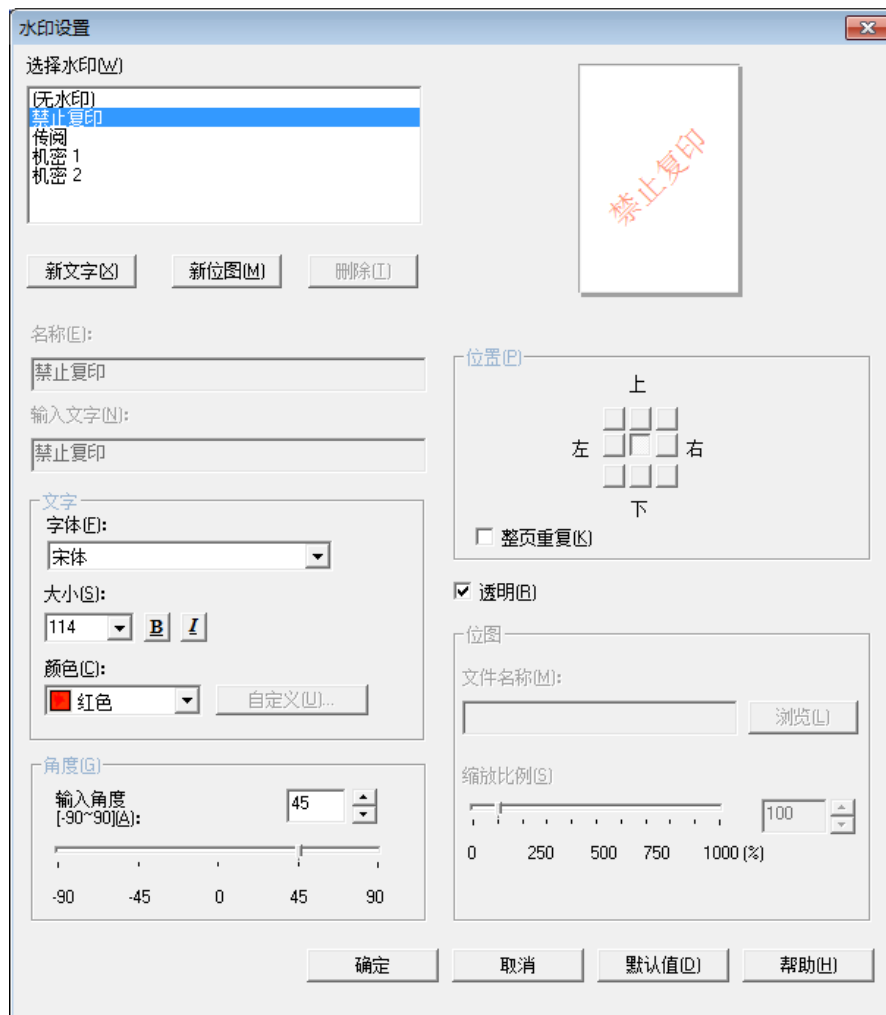 水印设置
选择水印(W)
(无水印)
禁止复印
传阅
机密 1
机密 2
禁止复印
新文字(X)
新位图(M)
删除(T)
名称(E):
禁止复印
输入文字(N):
禁止复印
文字
字体(F):
宋体
大小(S):
114
B
I
颜色(C):
红色
自定义(U)...
角度(G)
输入角度
[-90~90](A):
45
-90 -45 0 45 90
位置(P)
上
左
右
下
整页重复(K)
透明(R)
位图
文件名称(M):
浏览(L)
缩放比例(S)
100
0 250 500 750 1000 (%)
确定
取消
默认值(D)
帮助(H)